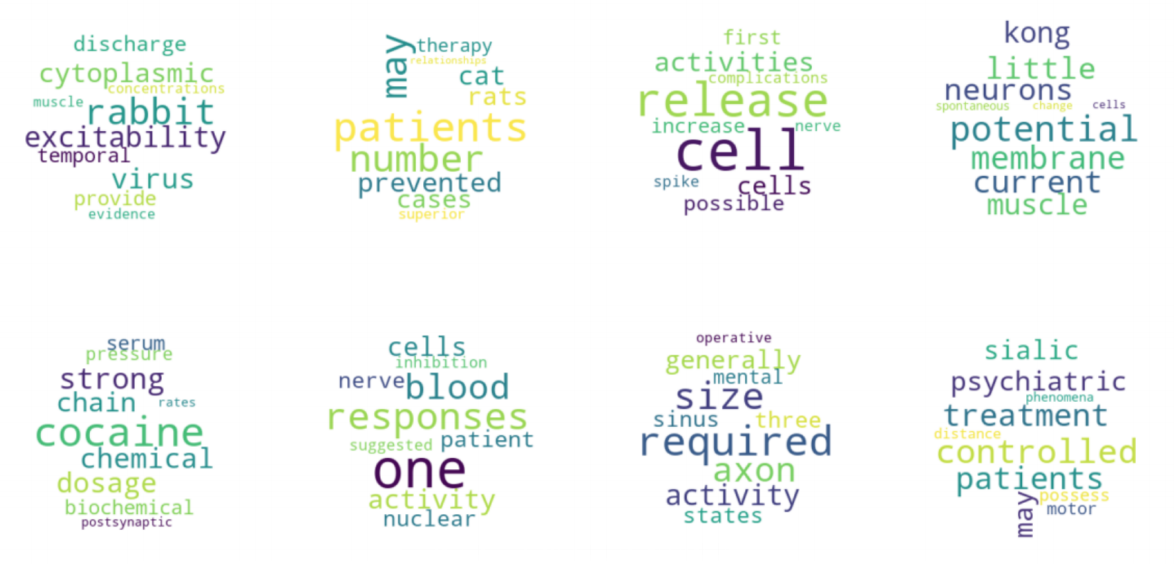 discharge
cytoplasmic
concentrations
muscle
rabbit
excitability
temporal
virus
provide
evidence
may
therapy
relationships
cat
rats
patients
number
prevented
cases
superior
first
activities
complications
release
increase nerve
cell
spike
cells
possible
kong
little
neurons
spontaneous change cells
potential
membrane
current
muscle
serum
pressure
strong
chain rates
cocaine
chemical
dosage
biochemical
postsynaptic
cells
inhibition
nerve
blood
responses
suggested
patient
one
activity
nuclear
operative
generally
mental
size
sinus three
required
axon
activity
states
sialic
psychiatric
phenomena
treatment
distance
controlled
patients
may
possess
motor